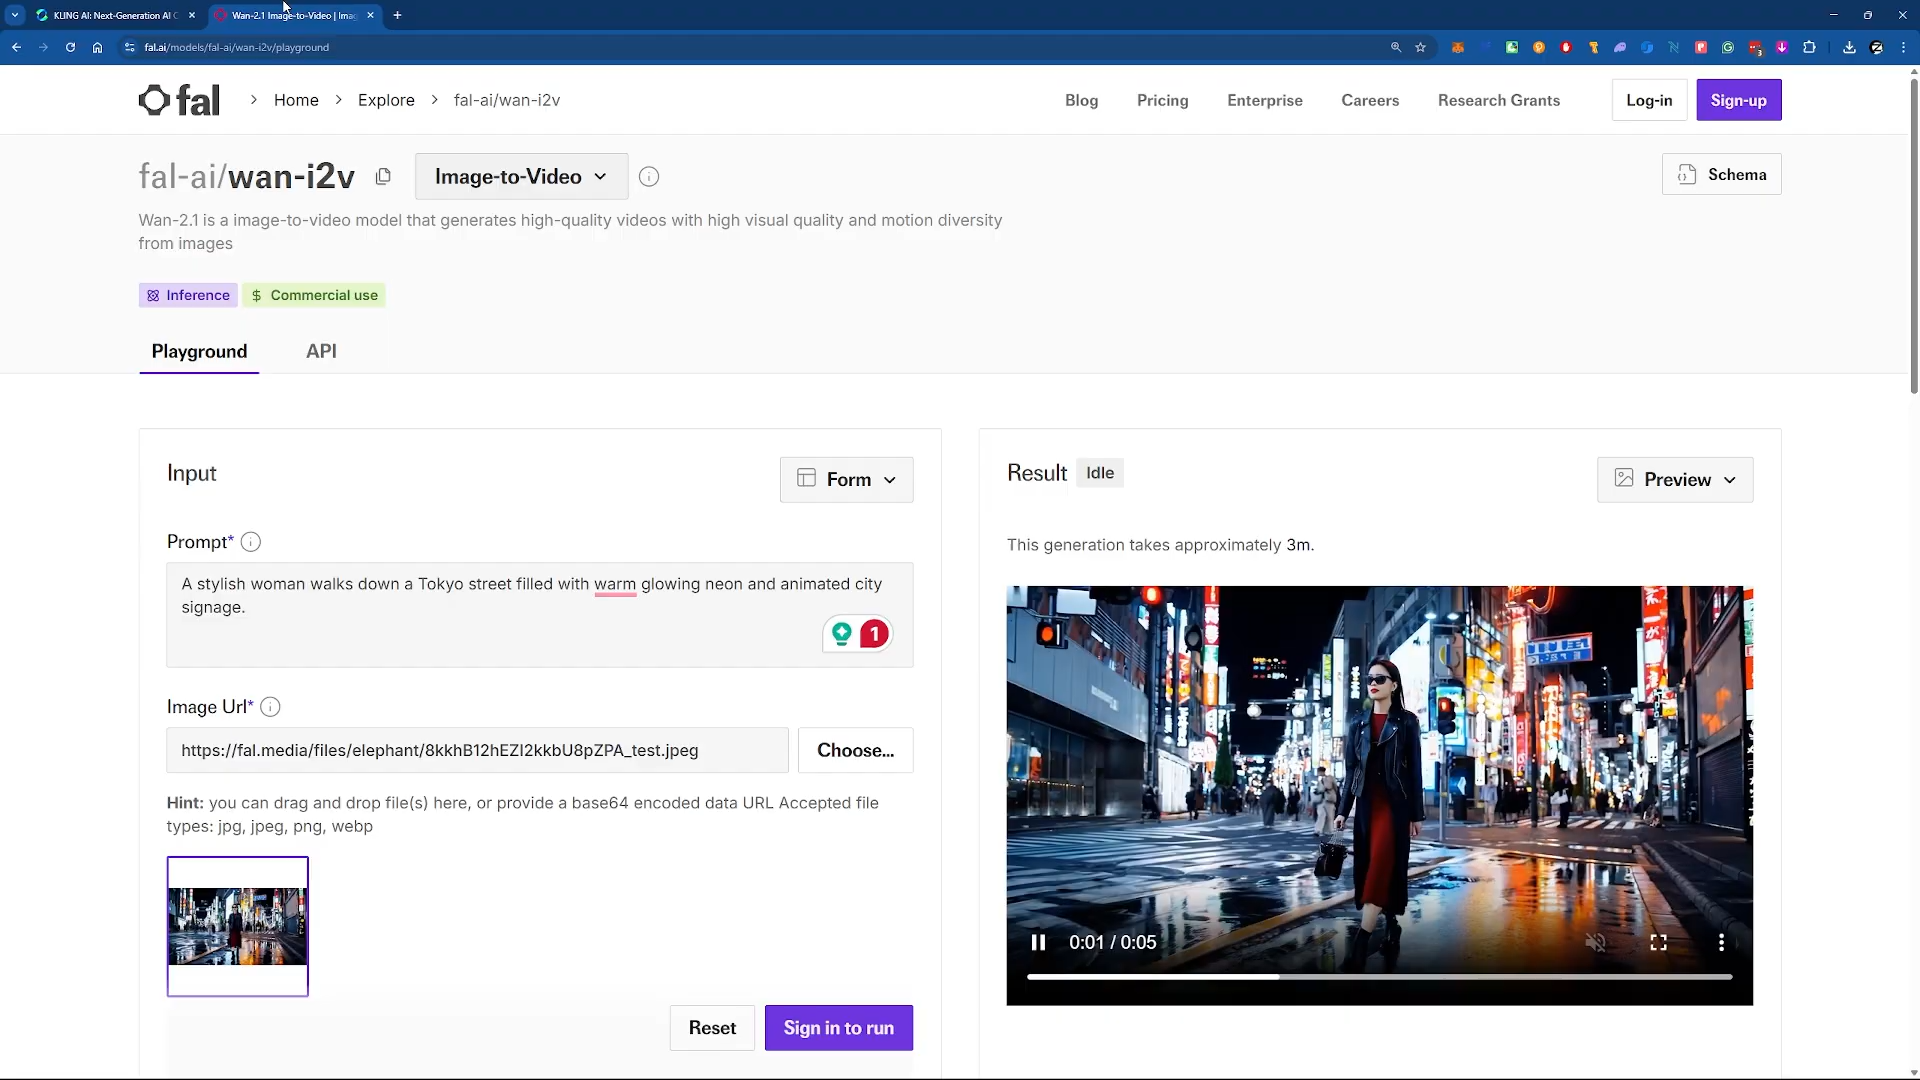 KLING AI: Next-Generation AI C
Wan-2.1 Image-to-Video | Imag
fal.ai/models/fal-ai/wan-i2v/playground
fal
Home
Explore
fal-ai/wan-i2v
Blog
Pricing
Enterprise
Careers
Research Grants
Log-in
Sign-up
fal-ai/wan-i2v
Image-to-Video
Schema
Wan-2.1 is a image-to-video model that generates high-quality videos with high visual quality and motion diversity
from images
Inference
$ Commercial use
Playground
API
Input
Form
Result
Idle
Preview
Prompt*
This generation takes approximately 3m.
A stylish woman walks down a Tokyo street filled with warm glowing neon and animated city
signage.
1
Image Url*
https://fal.media/files/elephant/8kkhB12hEZI2kkbU8pZPA_test.jpeg
Choose...
Hint: you can drag and drop file(s) here, or provide a base64 encoded data URL Accepted file
types: jpg, jpeg, png, webp
0:01 / 0:05
Reset
Sign in to run